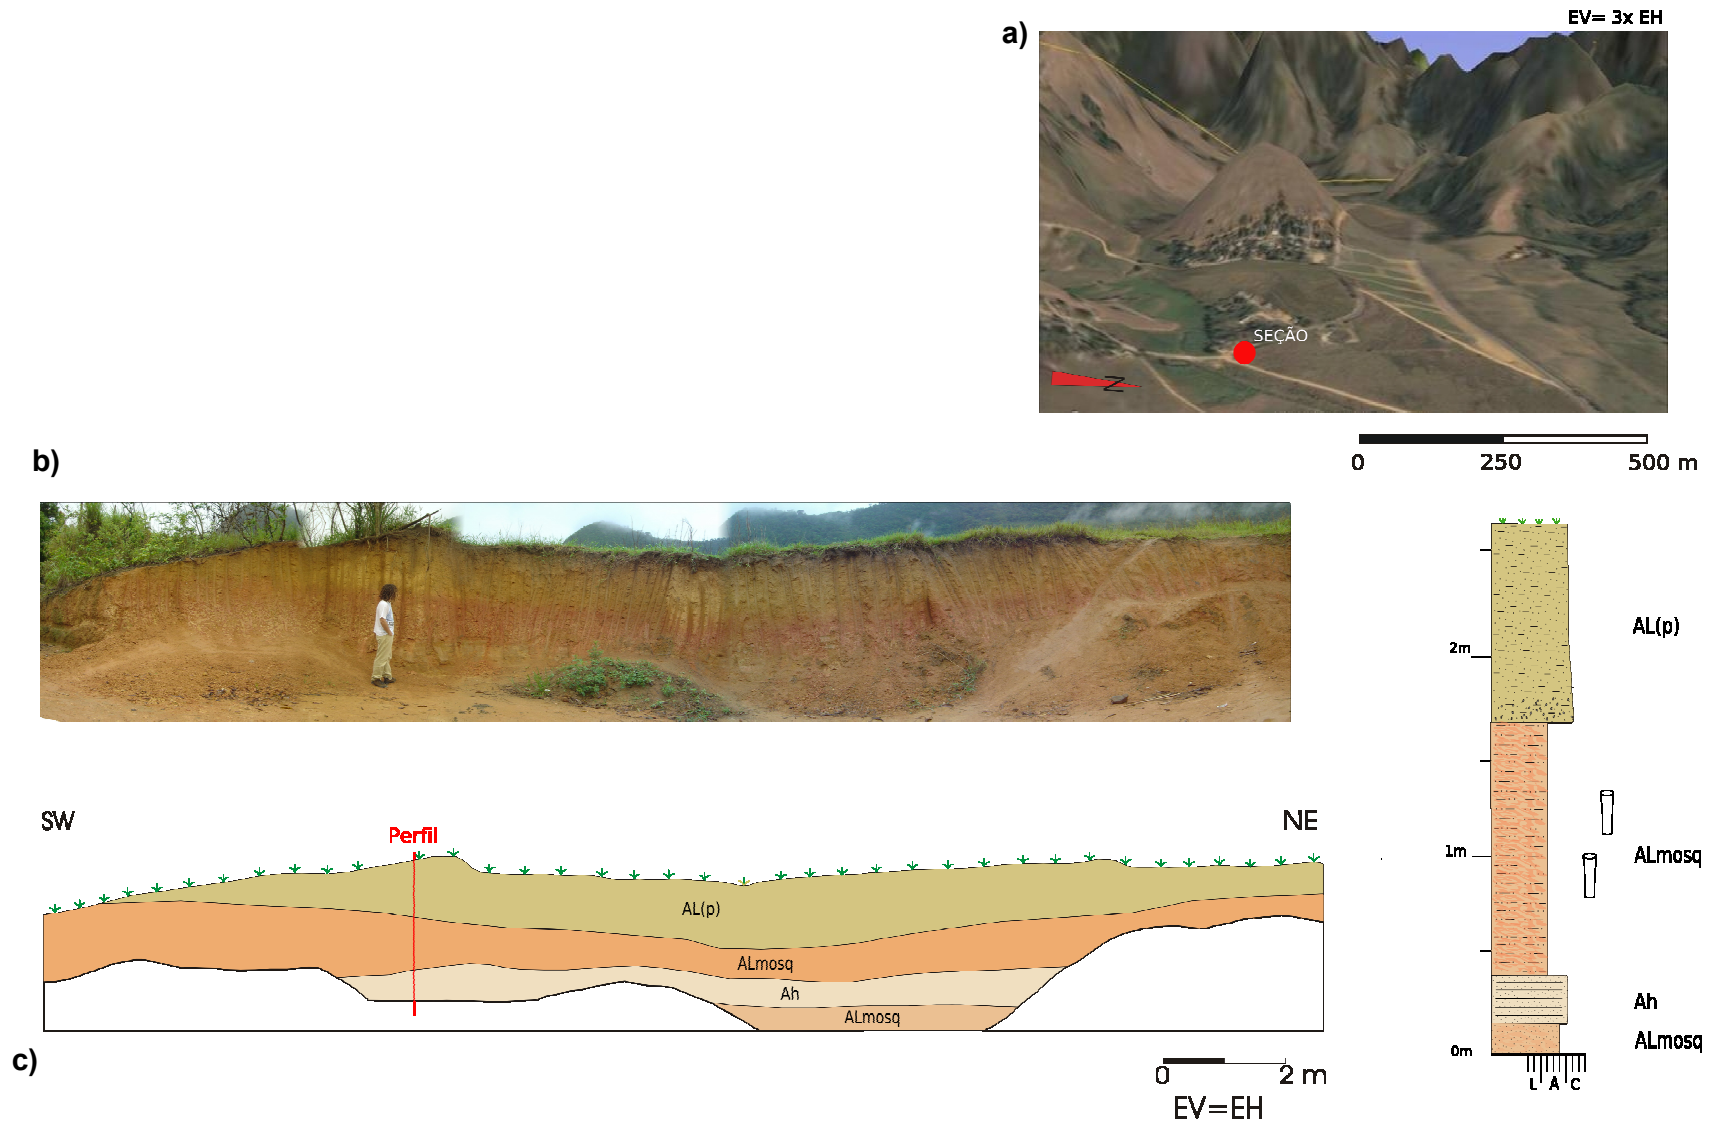 EV= 3x EH
a)
SEÇÃO
N
0 250 500 m
b)
AL(p)
2m
1m
ALmosq
Ah
ALmosq
0m
L A C
SW
Perfil
NE
AL(p)
ALmosq
Ah
ALmosq
c)
0 2 m
EV=EH